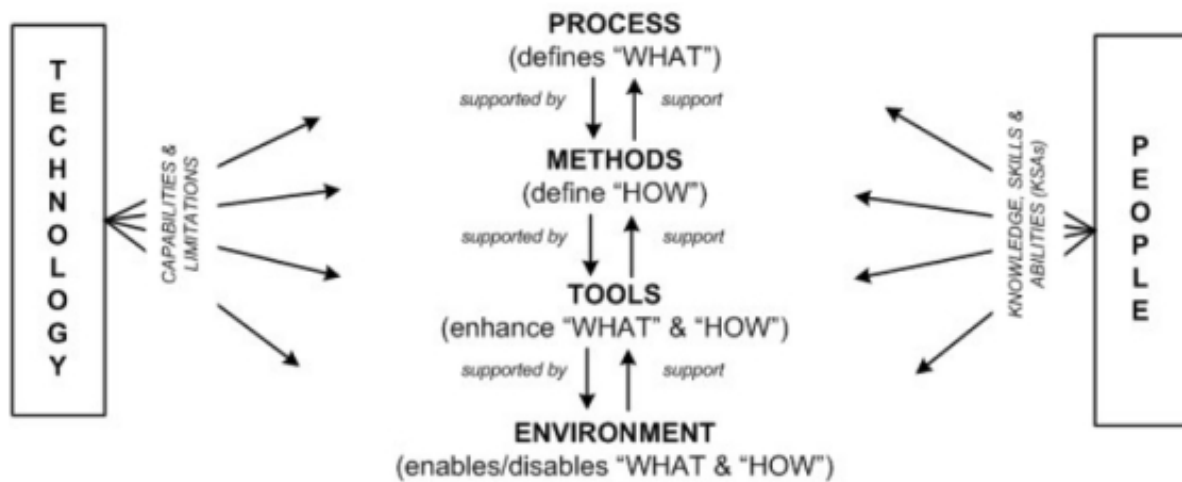 TECHNOLOGY
CAPABILITIES &
LIMITATIONS
PROCESS
(defines “WHAT”)
supported by
support
METHODS
(define “HOW”)
supported by
support
TOOLS
(enhance “WHAT” & “HOW”)
supported by
support
ENVIRONMENT
(enables/disables “WHAT & “HOW”)
KNOWLEDGE, SKILLS &
ABILITIES (KSAs)
PEOPLE